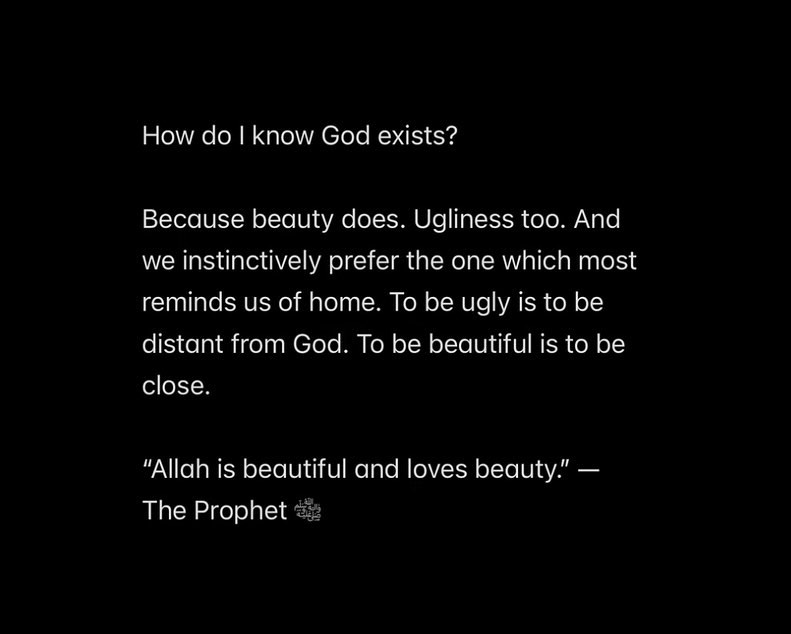 How do I know God exists?
Because beauty does. Ugliness too. And
we instinctively prefer the one which most
reminds us of home. To be ugly is to be
distant from God. To be beautiful is to be
close.
“Allah is beautiful and loves beauty.” —
The Prophet ﷺ